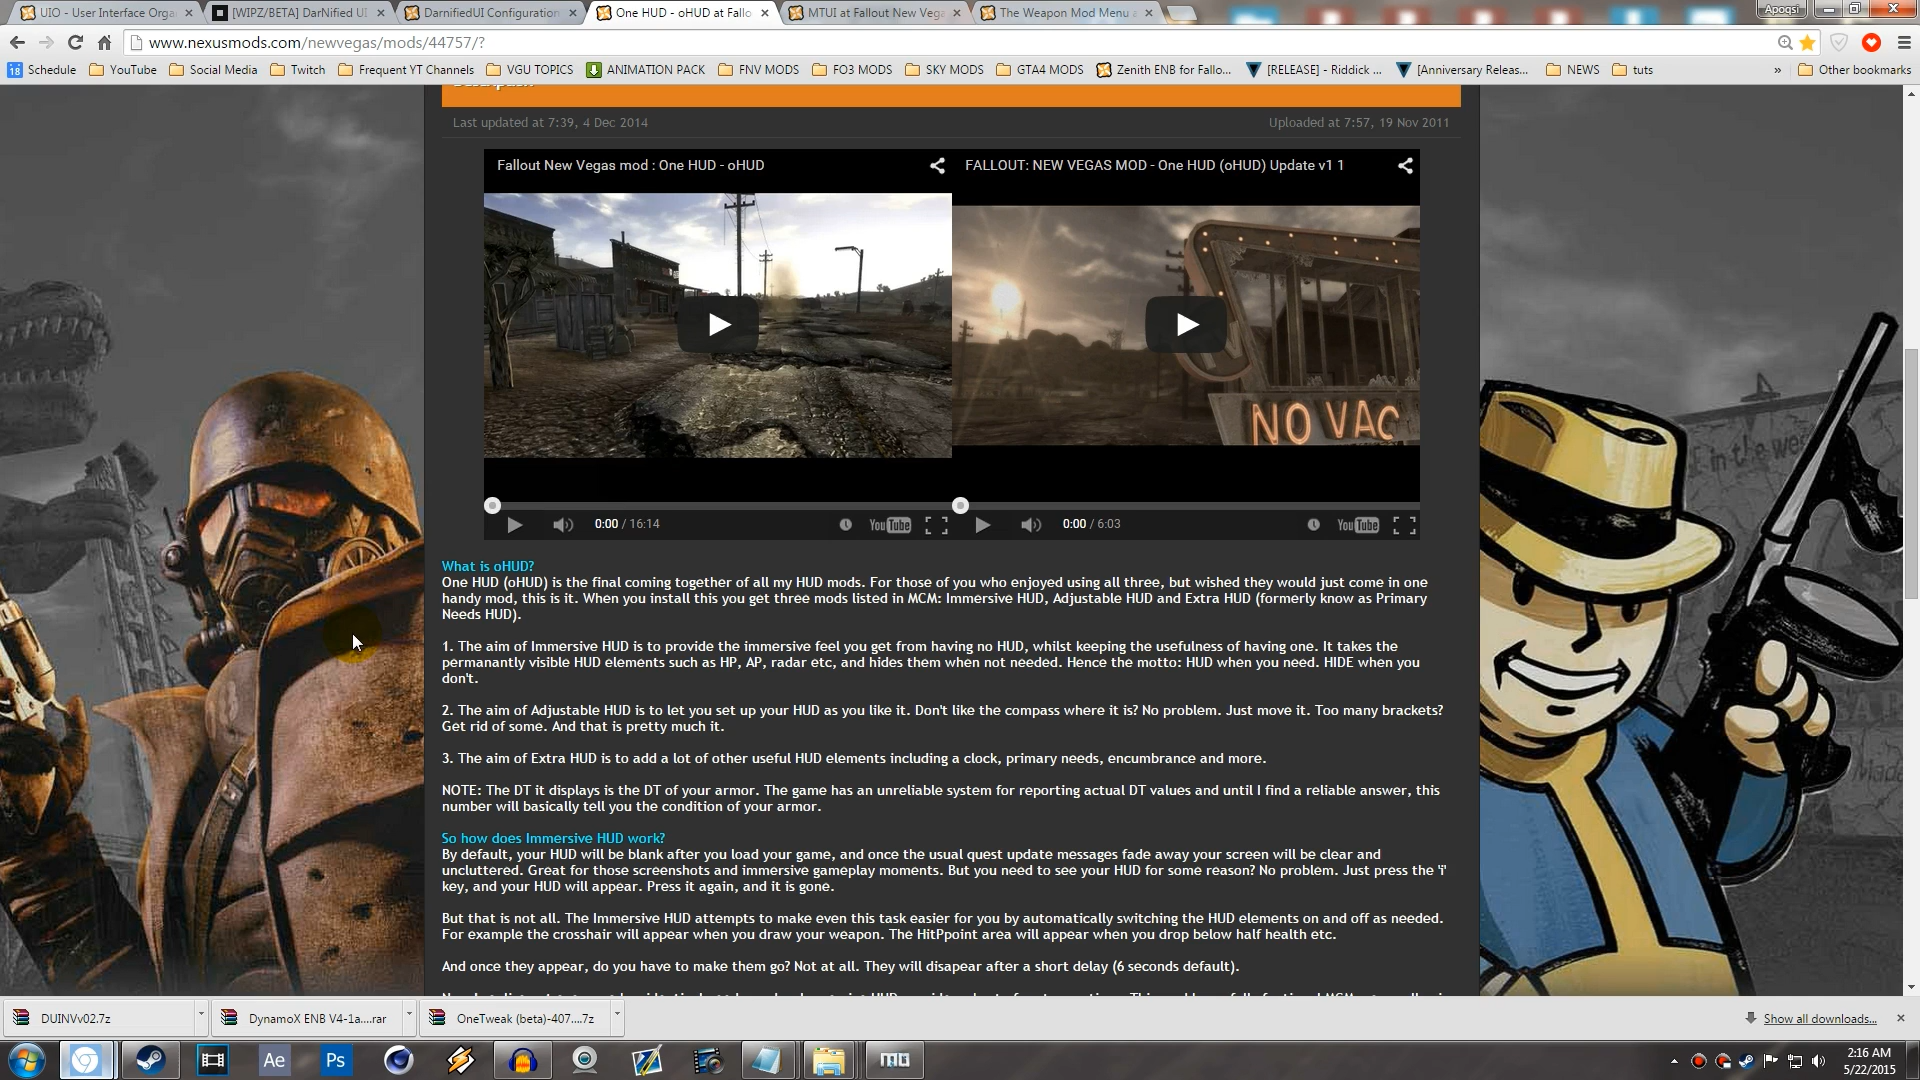 UIO - User Interface Orga
[WIPZ/BETA] DarNified UI
DarnifiedUI Configuration
One HUD - oHUD at Fallo
MTUI at Fallout New Vega
The Weapon Mod Menu a
Apoqsi
www.nexusmods.com/newvegas/mods/44757/?
18 Schedule
YouTube
Social Media
Twitch
Frequent YT Channels
VGU TOPICS
ANIMATION PACK
FNV MODS
FO3 MODS
SKY MODS
GTA4 MODS
Zenith ENB for Fallo...
[RELEASE] - Riddick ...
[Anniversary Releas...
NEWS
tuts
»
Other bookmarks
Last updated at 7:39, 4 Dec 2014
Uploaded at 7:57, 19 Nov 2011
Fallout New Vegas mod : One HUD - oHUD
FALLOUT: NEW VEGAS MOD - One HUD (oHUD) Update v1 1
NO VAC
0:00 / 16:14
YouTube
0:00 / 6:03
YouTube
What is oHUD?
One HUD (oHUD) is the final coming together of all my HUD mods. For those of you who enjoyed using all three, but wished they would just come in one
handy mod, this is it. When you install this you get three mods listed in MCM: Immersive HUD, Adjustable HUD and Extra HUD (formerly know as Primary
Needs HUD).
1. The aim of Immersive HUD is to provide the immersive feel you get from having no HUD, whilst keeping the usefulness of having one. It takes the
permanantly visible HUD elements such as HP, AP, radar etc, and hides them when not needed. Hence the motto: HUD when you need. HIDE when you
don't.
2. The aim of Adjustable HUD is to let you set up your HUD as you like it. Don't like the compass where it is? No problem. Just move it. Too many brackets?
Get rid of some. And that is pretty much it.
3. The aim of Extra HUD is to add a lot of other useful HUD elements including a clock, primary needs, encumbrance and more.
NOTE: The DT it displays is the DT of your armor. The game has an unreliable system for reporting actual DT values and until I find a reliable answer, this
number will basically tell you the condition of your armor.
So how does Immersive HUD work?
By default, your HUD will be blank after you load your game, and once the usual quest update messages fade away your screen will be clear and
uncluttered. Great for those screenshots and immersive gameplay moments. But you need to see your HUD for some reason? No problem. Just press the 'i'
key, and your HUD will appear. Press it again, and it is gone.
But that is not all. The Immersive HUD attempts to make even this task easier for you by automatically switching the HUD elements on and off as needed.
For example the crosshair will appear when you draw your weapon. The HitPpoint area will appear when you drop below half health etc.
And once they appear, do you have to make them go? Not at all. They will disapear after a short delay (6 seconds default).
DUINVv02.7z
DynamoX ENB V4-1a....rar
OneTweak (beta)-407....7z
Show all downloads...
Ae
Ps
2:16 AM
5/22/2015